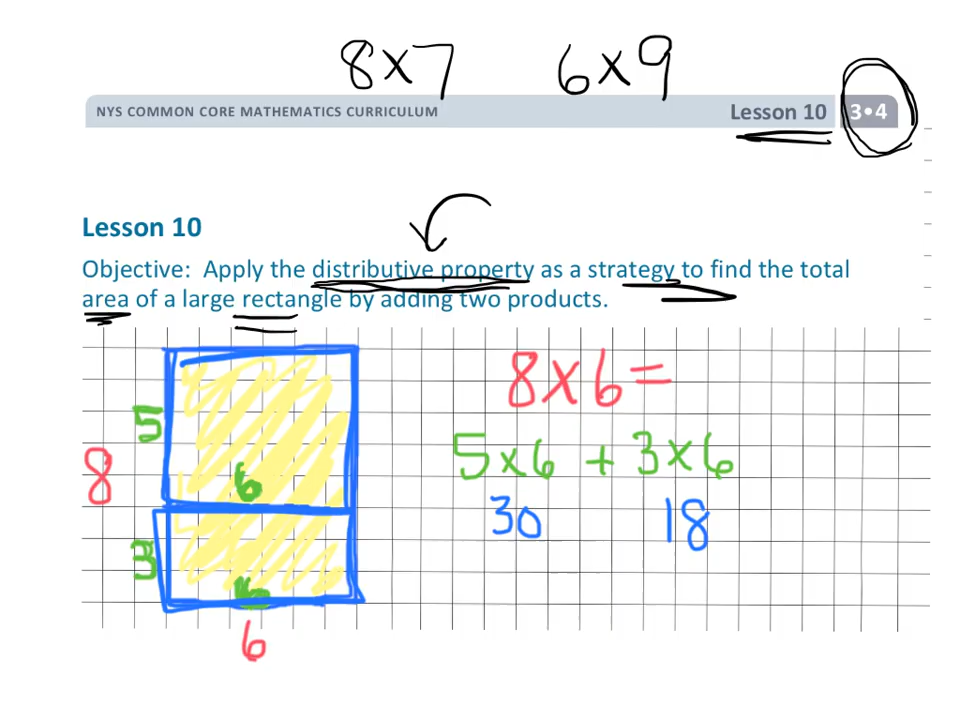 8x7 6x9
NYS COMMON CORE MATHEMATICS CURRICULUM Lesson 10 3•4
Lesson 10
Objective: Apply the distributive property as a strategy to find the total
area of a large rectangle by adding two products.
8x6=
5
5x6 + 3x6
8
6
30 18
3
6
6